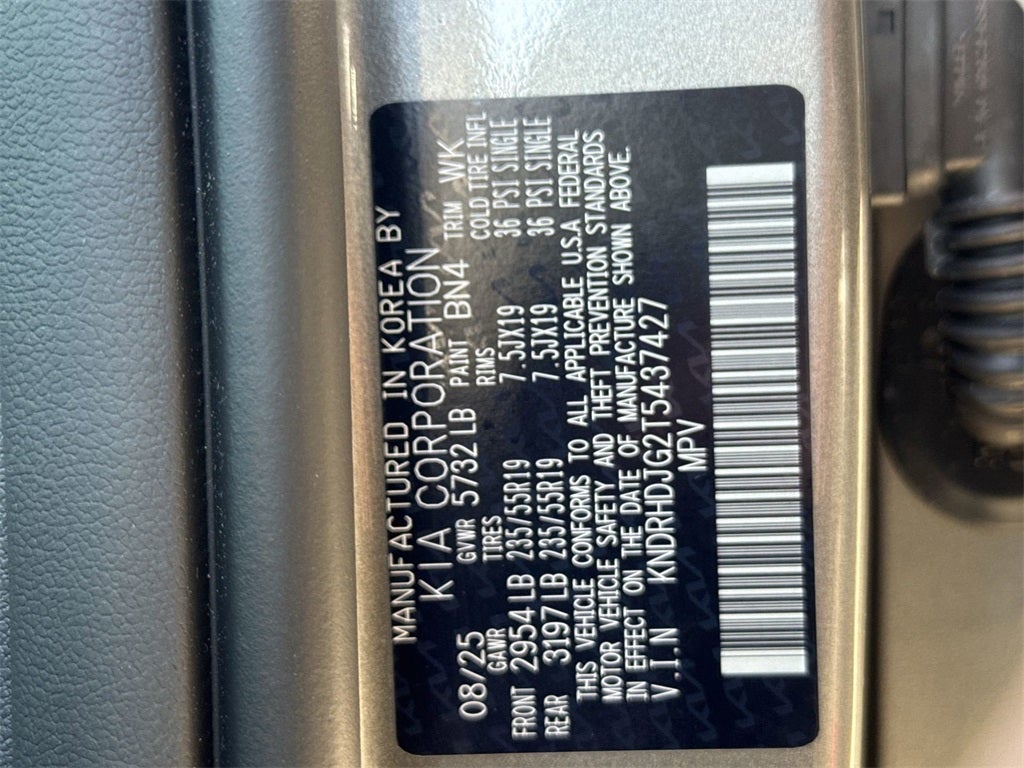 MANUFACTURED IN KOREA BY
KIA CORPORATION
08/25 GVWR 5732 LB PAINT BN4 TRIM WK
GAWR TIRES RIMS COLD TIRE INFL
FRONT 2954 LB 235/55R19 7.5JX19 36 PSI SINGLE
REAR 3197 LB 235/55R19 7.5JX19 36 PSI SINGLE
THIS VEHICLE CONFORMS TO ALL APPLICABLE U.S.A FEDERAL
MOTOR VEHICLE SAFETY AND THEFT PREVENTION STANDARDS
IN EFFECT ON THE DATE OF MANUFACTURE SHOWN ABOVE.
V.I.N KNDRHDJG2T5437427
MPV